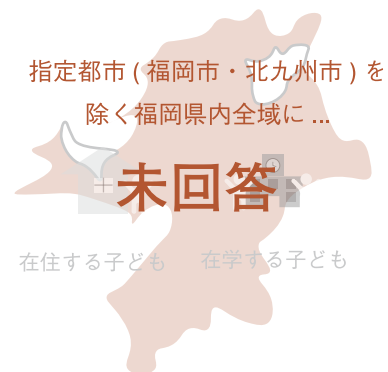 指定都市 ( 福岡市・北九州市 ) を
除く福岡県内全域に ...
未回答
在住する子ども
在学する子ども